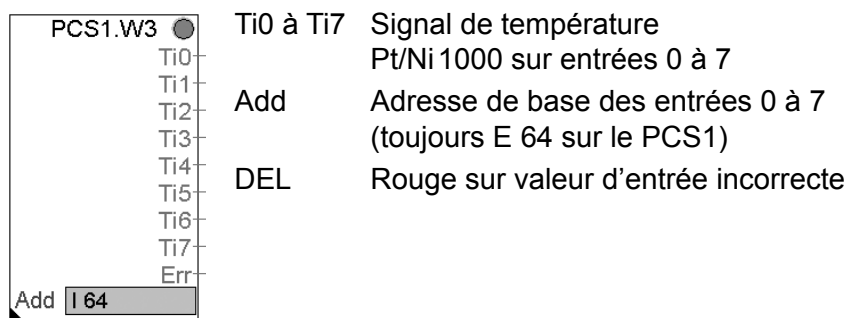 PCS1.W3
Ti0
Ti1
Ti2
Ti3
Ti4
Ti5
Ti6
Ti7
Err
Add I 64
Ti0 à Ti7 Signal de température
Pt/Ni 1000 sur entrées 0 à 7
Add Adresse de base des entrées 0 à 7
(toujours E 64 sur le PCS1)
DEL Rouge sur valeur d'entrée incorrecte